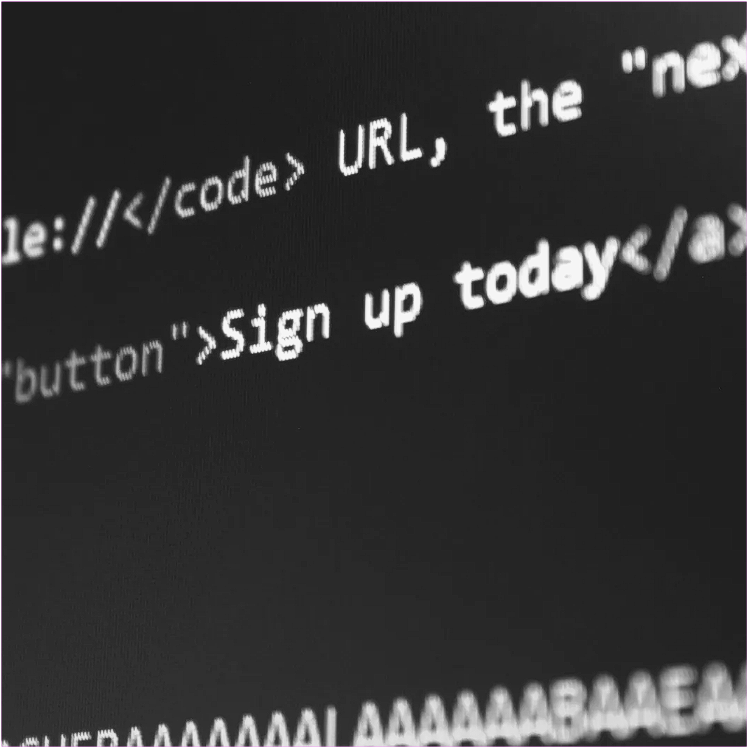 le://</code> URL, the "nex
"button">Sign up today</a>